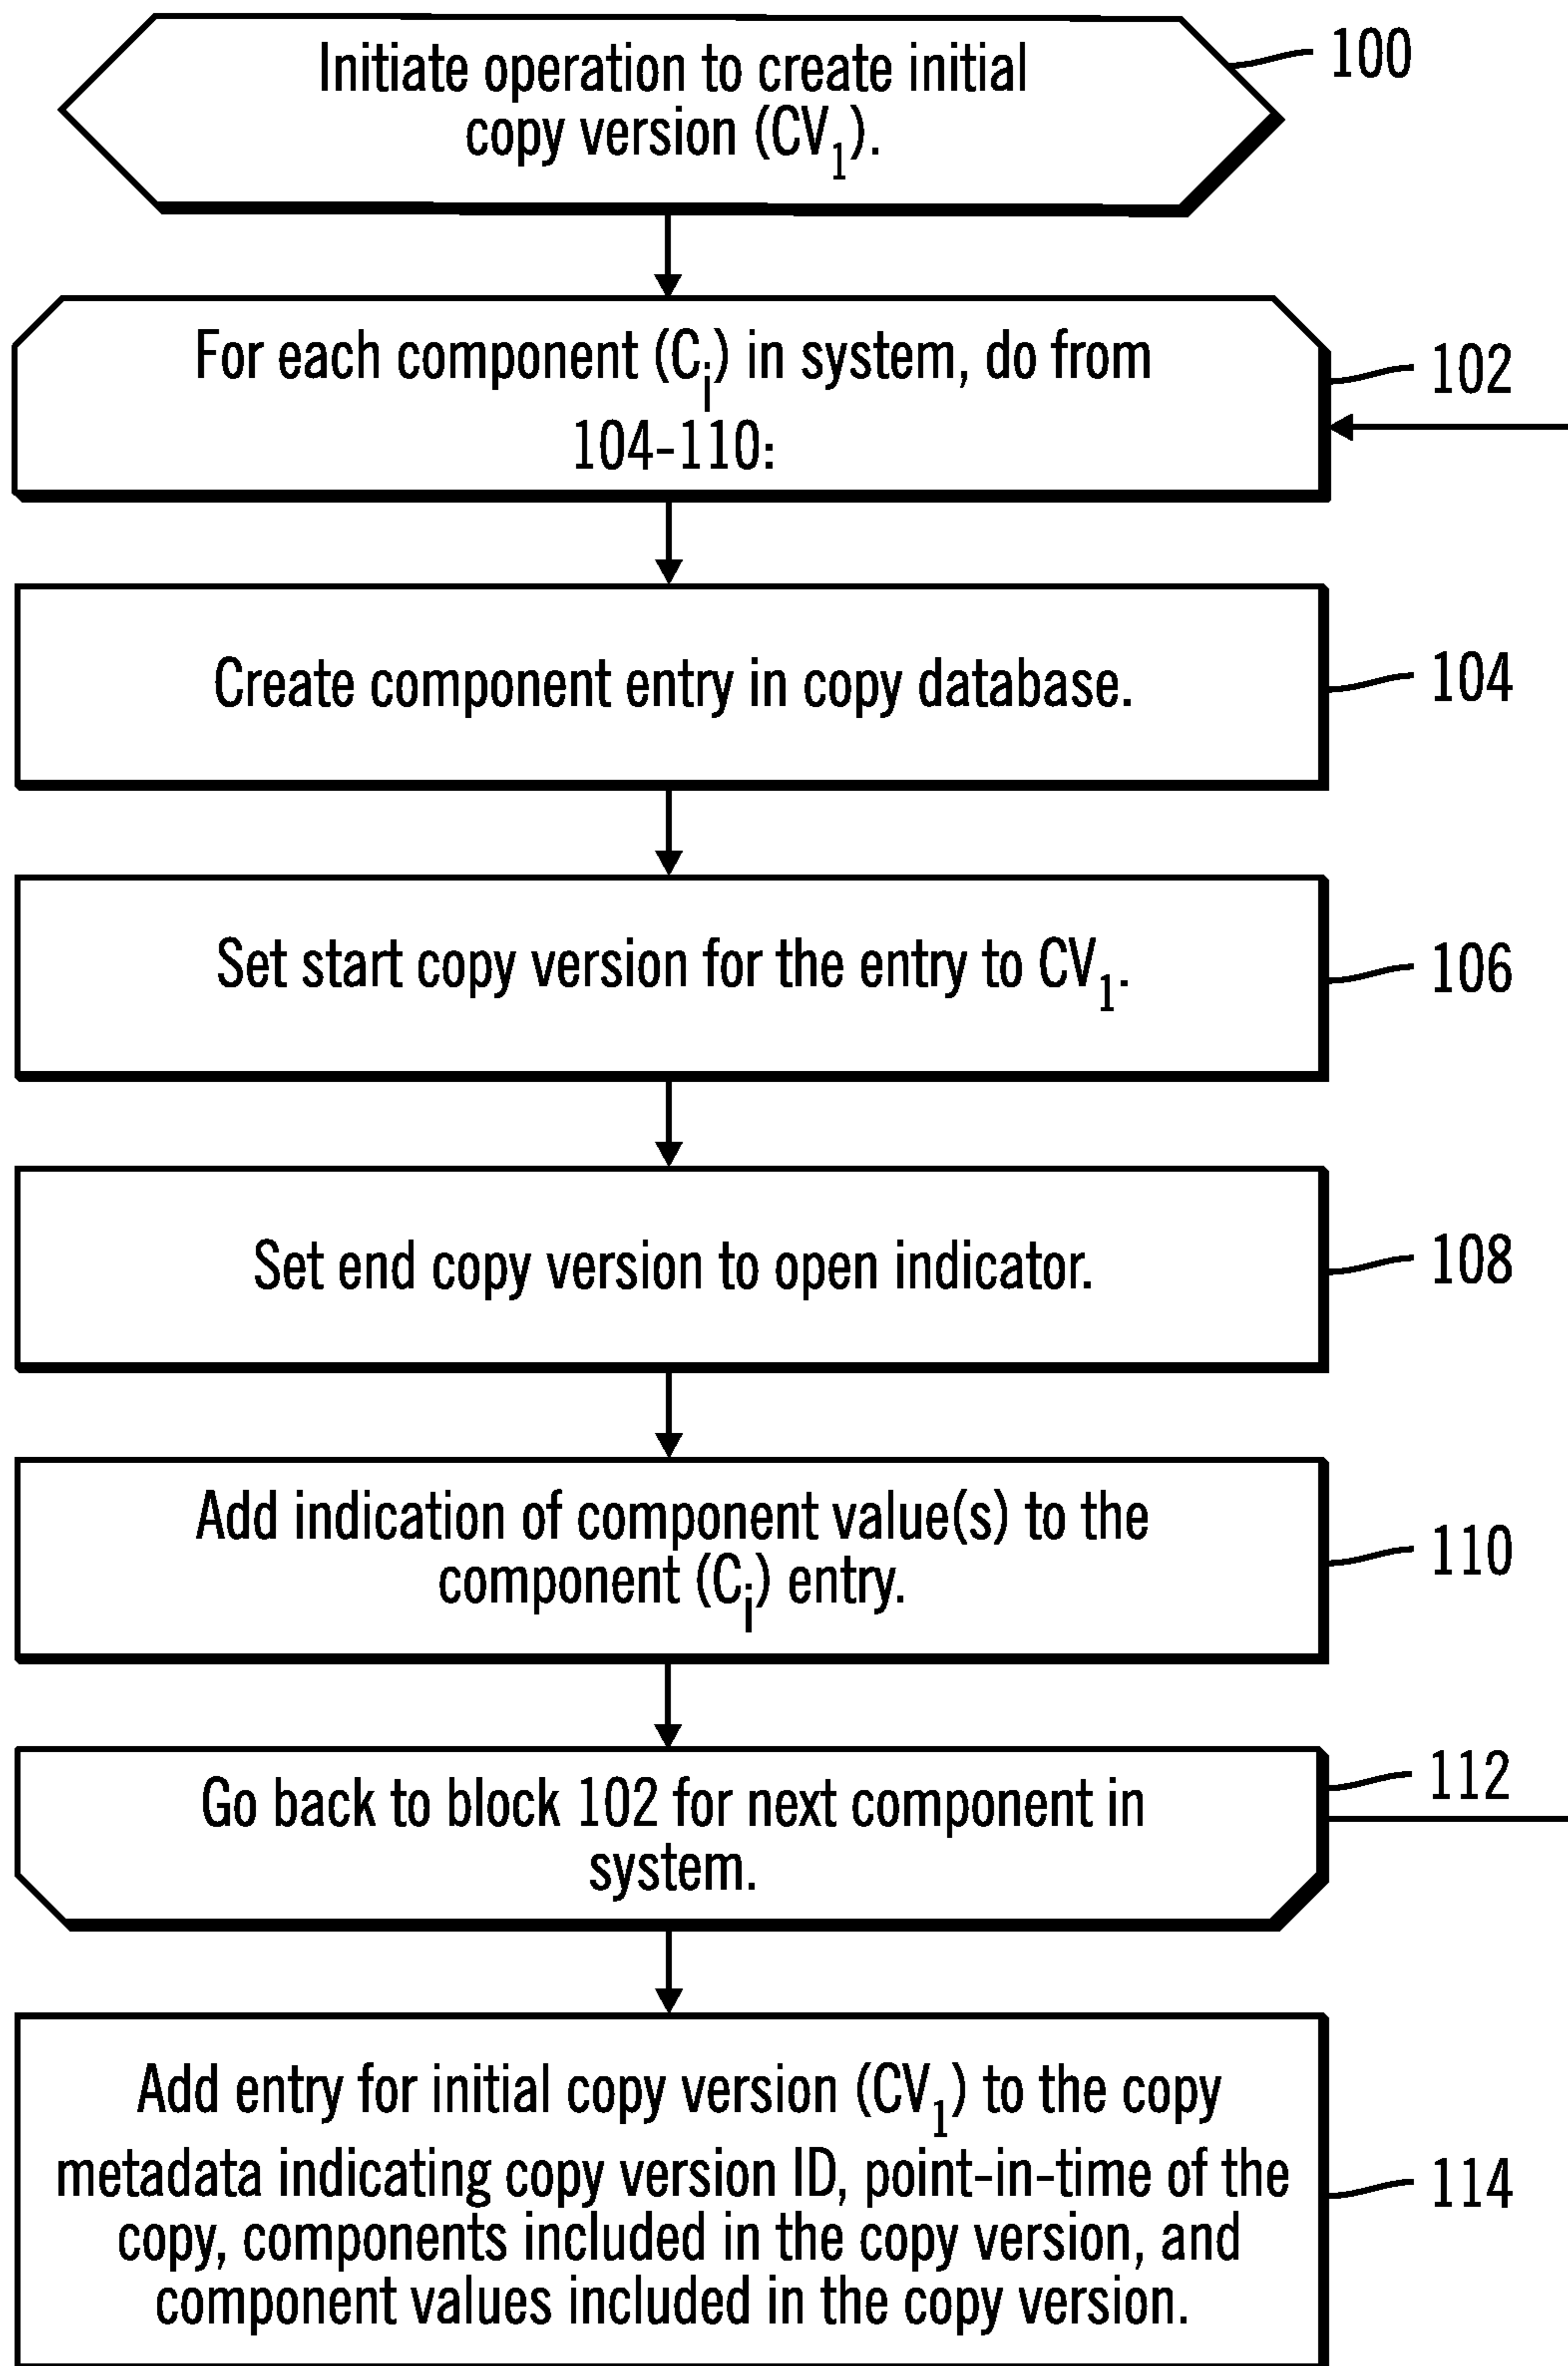 Initiate operation to create initial
copy version (CV₁).
100
For each component (Cᵢ) in system, do from
104-110:
102
Create component entry in copy database.
104
Set start copy version for the entry to CV₁.
106
Set end copy version to open indicator.
108
Add indication of component value(s) to the
component (Cᵢ) entry.
110
Go back to block 102 for next component in
system.
112
Add entry for initial copy version (CV₁) to the copy
metadata indicating copy version ID, point-in-time of the
copy, components included in the copy version, and
component values included in the copy version.
114